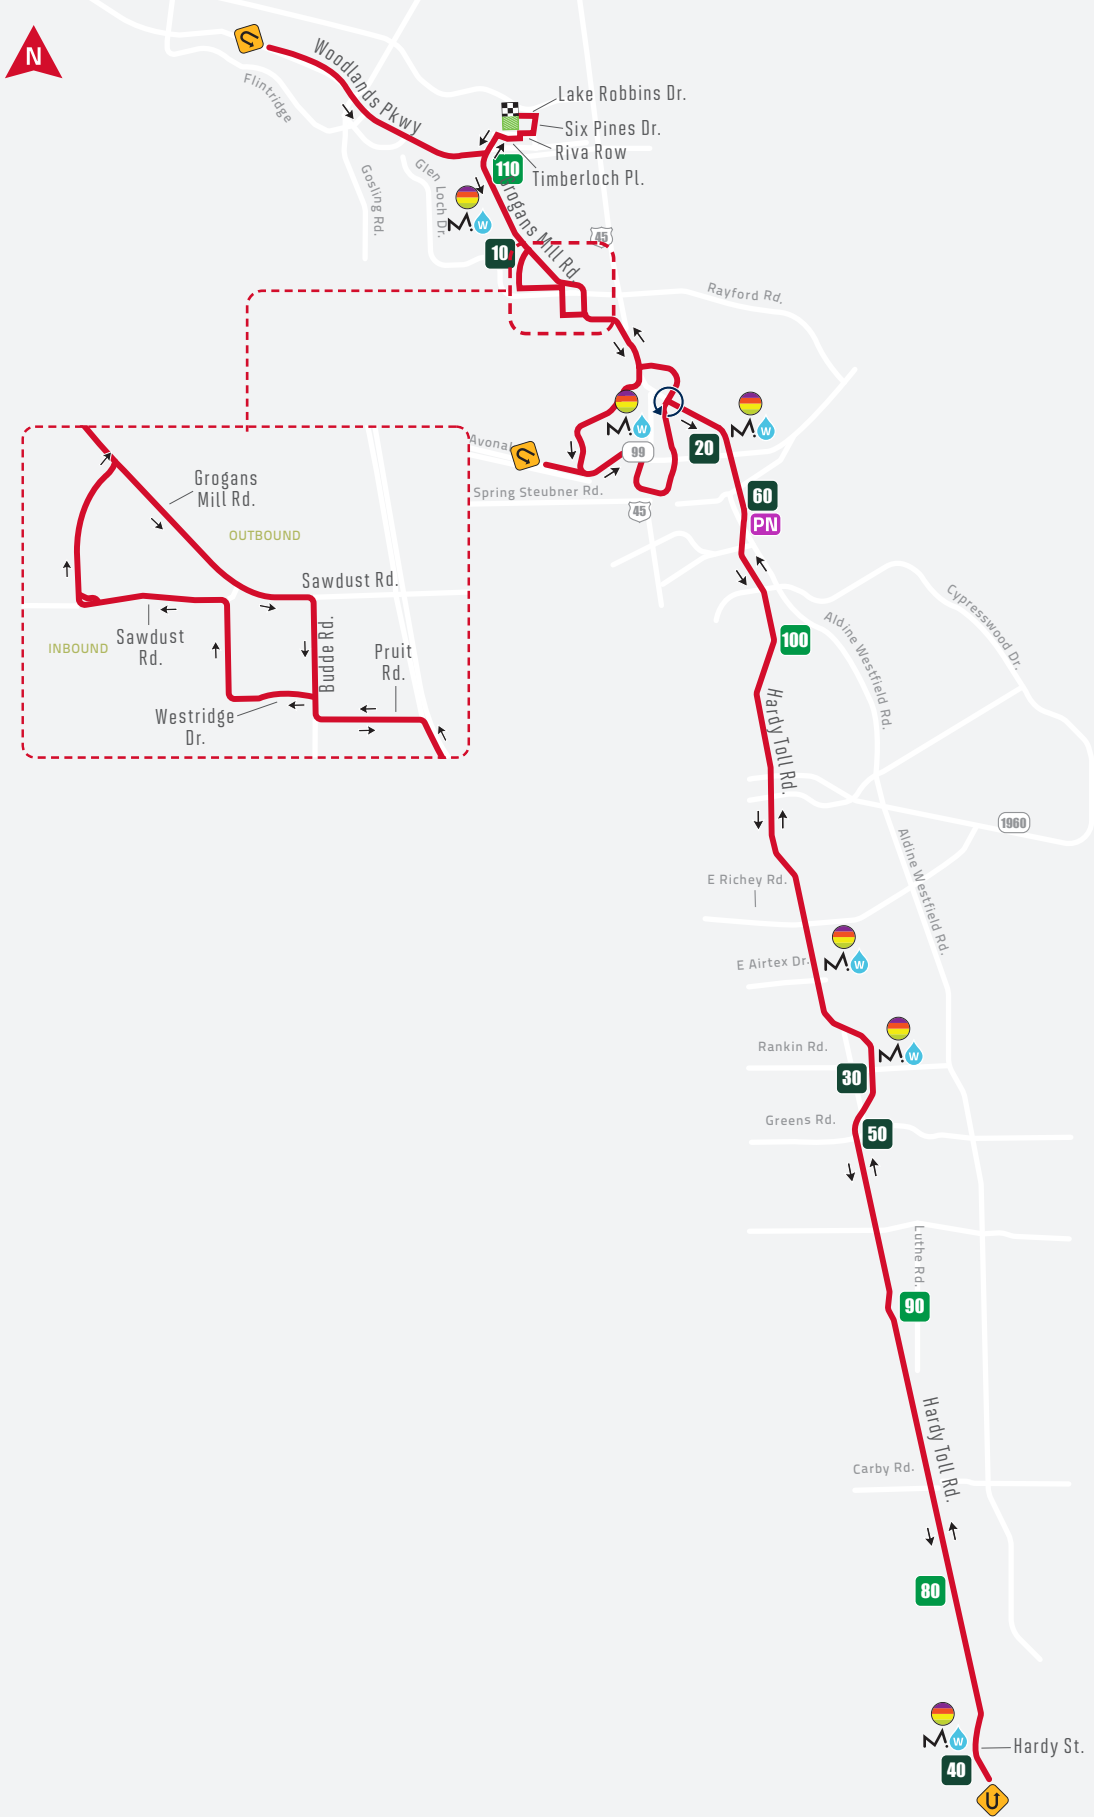 N
Woodlands Pkwy
Flintridge
Lake Robbins Dr.
Six Pines Dr.
Riva Row
Timberloch Pl.
110
Glen
Loch Dr.
Gosling Rd.
W
Grogans Mill Rd
10
45
Rayford Rd.
W
W
20
99
Avonal
Spring Steubner Rd.
45
60
PN
Grogans
Mill Rd.
OUTBOUND
Sawdust Rd.
INBOUND
Sawdust
Rd.
Budde Rd.
Pruit
Rd.
Westridge
Dr.
100
Cypresswood Dr.
Aldine Westfield Rd.
Hardy Toll Rd.
1960
Aldine Westfield Rd.
E Richey Rd.
E Airtex Dr.
W
Rankin Rd.
W
30
Greens Rd.
50
Luthe Rd.
90
Hardy Toll Rd.
Carby Rd.
80
W
Hardy St.
40